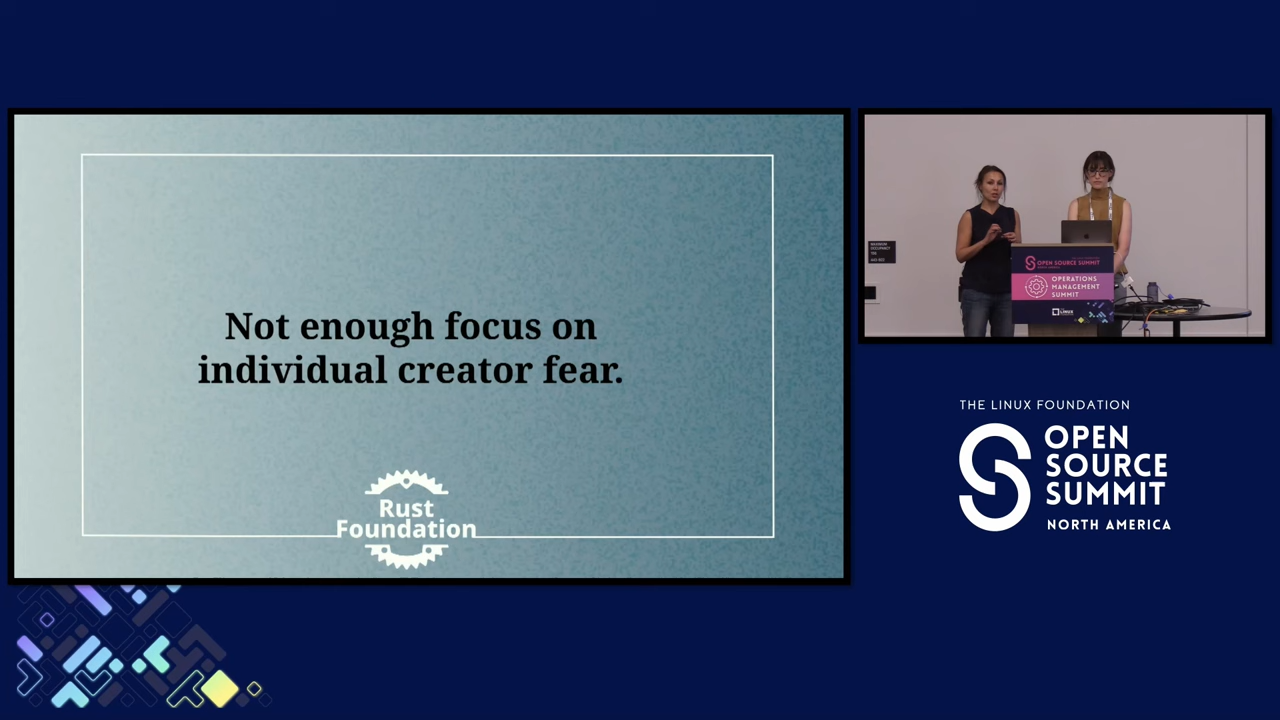 Not enough focus on
individual creator fear.
Rust
Foundation
OPEN SOURCE SUMMIT
OPERATIONS
MANAGEMENT
SUMMIT
LINUX
THE LINUX FOUNDATION
OPEN
SOURCE
SUMMIT
NORTH AMERICA